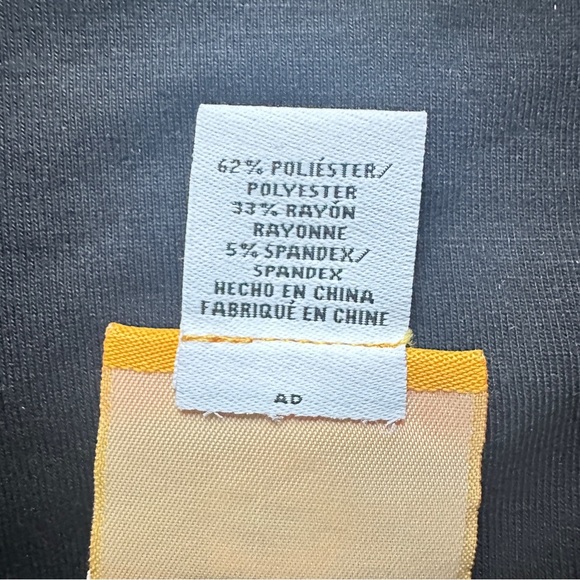 62% POLIÉSTER/
POLYESTER
33% RAYÓN
RAYONNE
5% SPANDEX/
SPANDEX
HECHO EN CHINA
FABRIQUÉ EN CHINE
AD